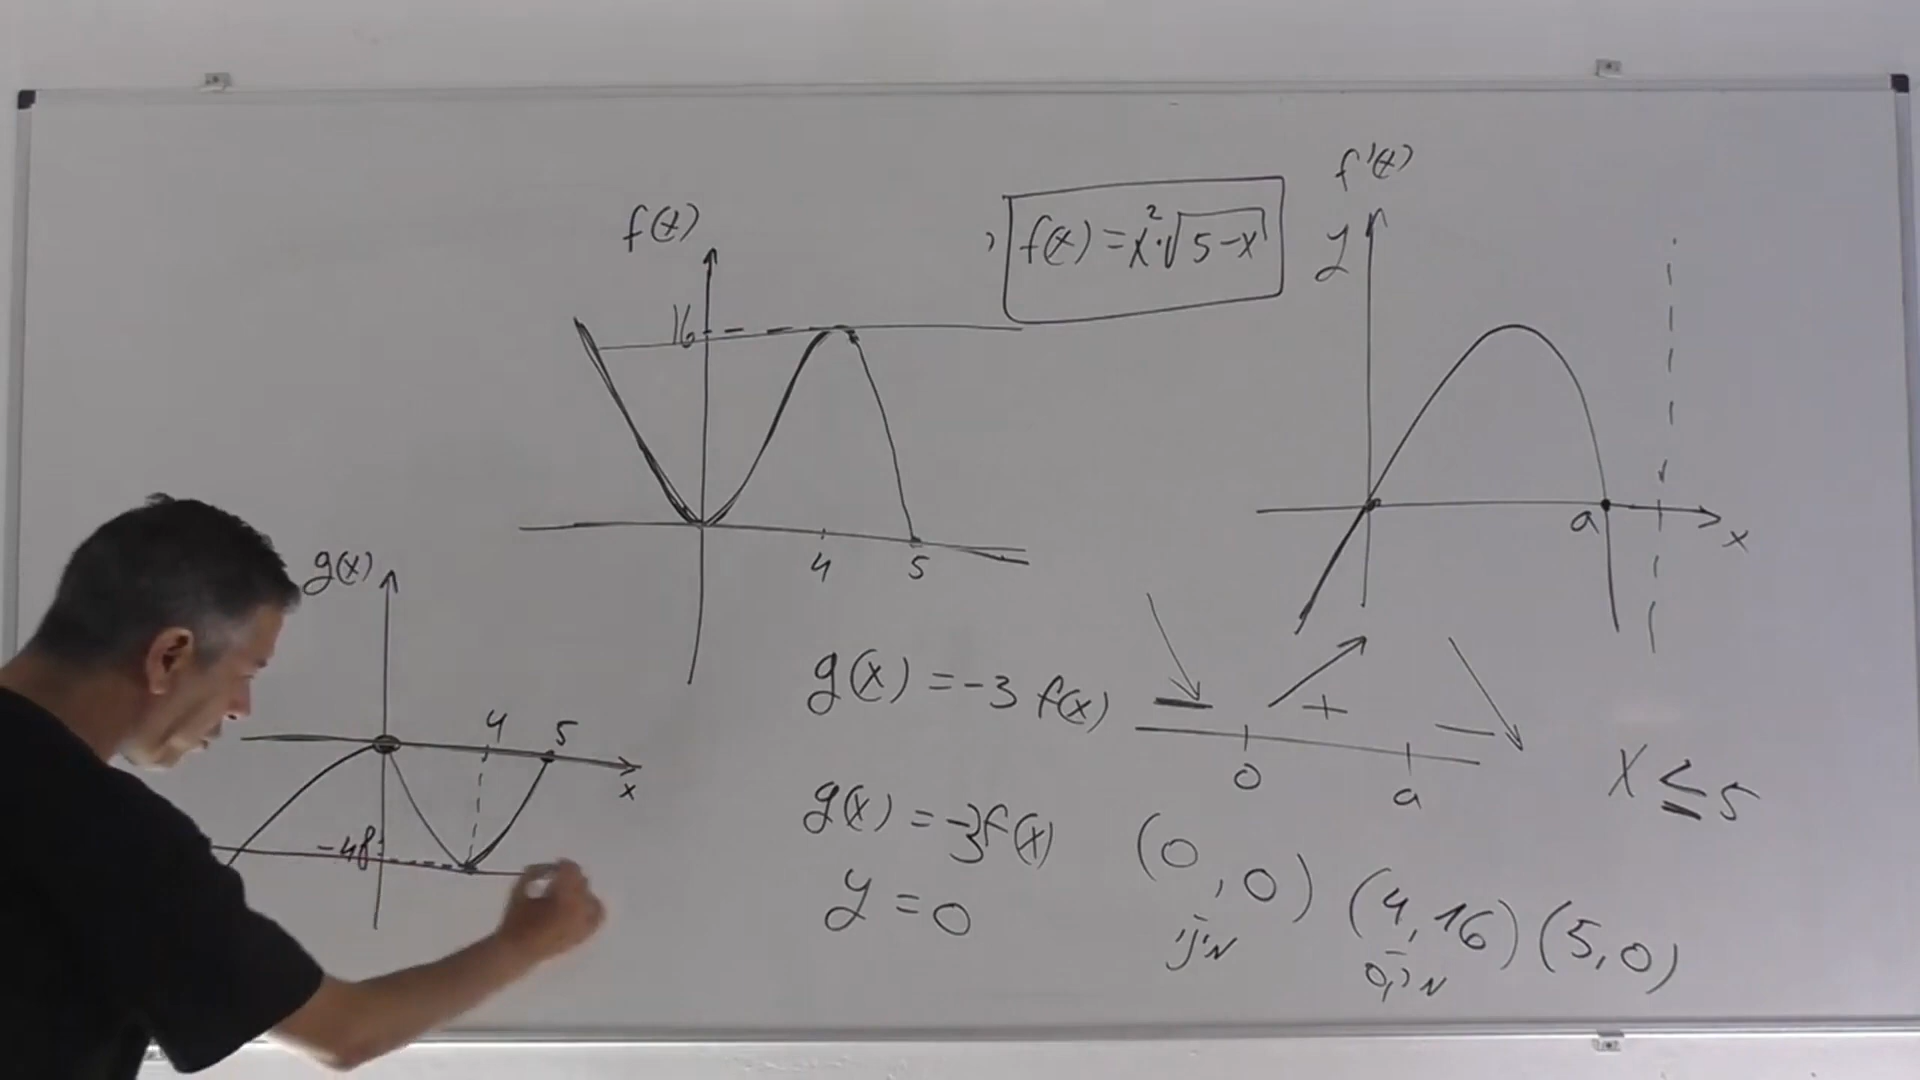 f'(x)
f(x)
, f(x) = x²·√5-x
y
16
a
x
4 5
g(x)
4 5
x
-48
g(x) = -3 f(x)
- + -
0 a
x ≤ 5
g(x) = -3f(x)
y = 0
(0,0) (4,16) (5,0)